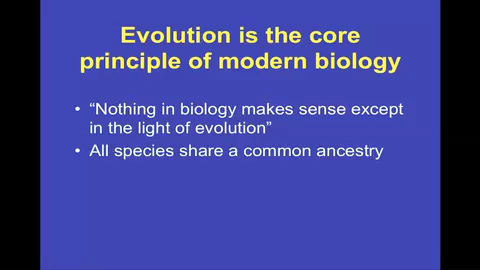 Evolution is the core
principle of modern biology
• “Nothing in biology makes sense except
in the light of evolution”
• All species share a common ancestry